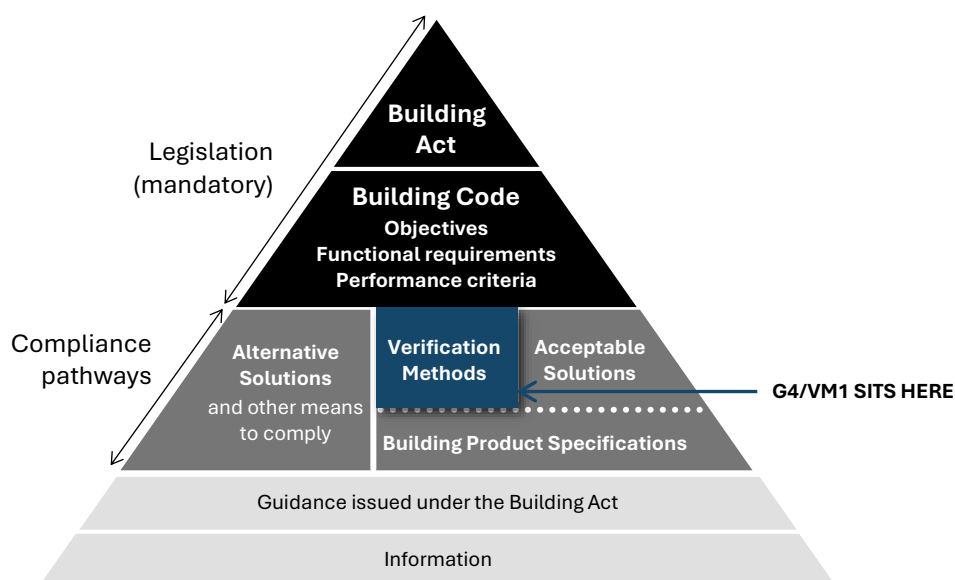 Building
Act
Legislation
(mandatory)
Building Code
Objectives
Functional requirements
Performance criteria
Compliance
pathways
Alternative
Solutions
and other means
to comply
Verification
Methods
Acceptable
Solutions
G4/VM1 SITS HERE
Building Product Specifications
Guidance issued under the Building Act
Information